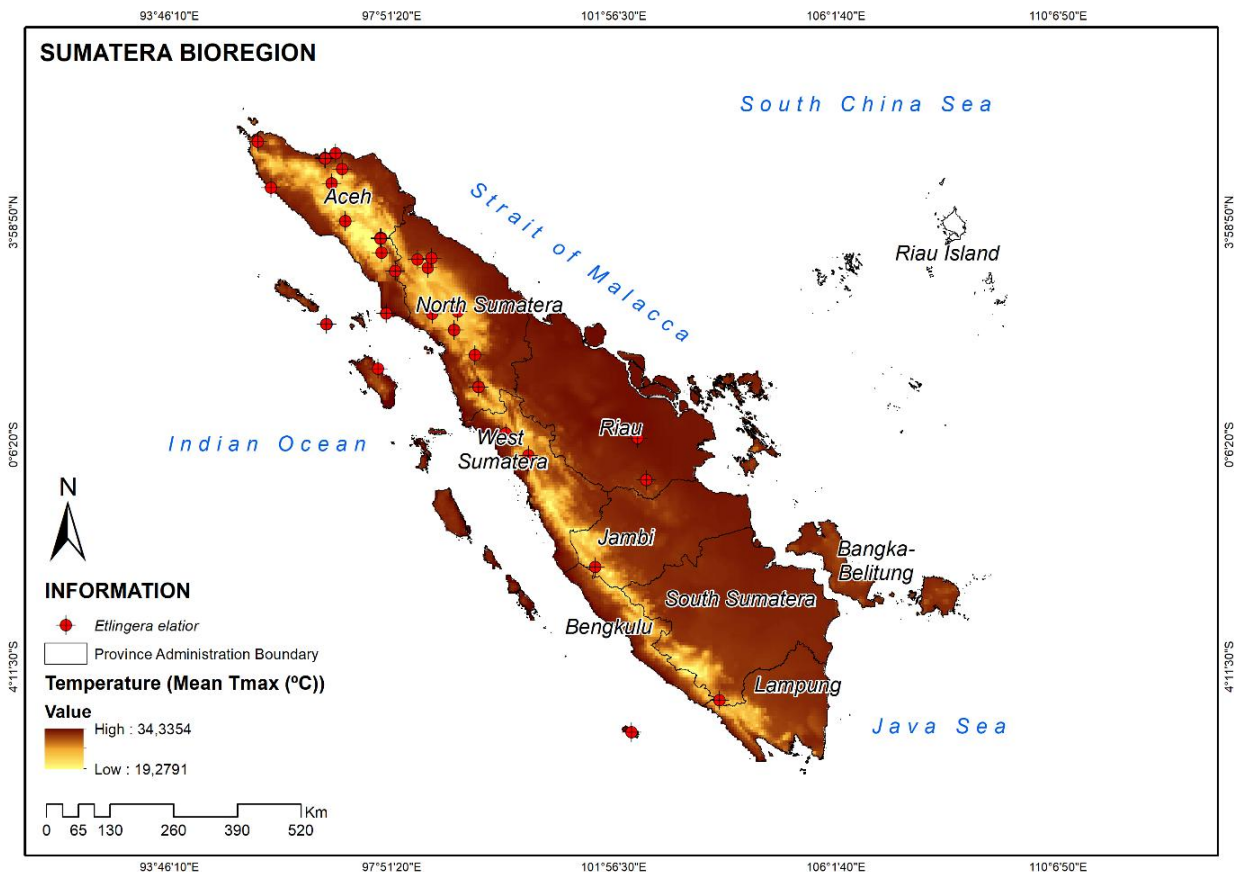 93°46'10"E 97°51'20"E 101°56'30"E 106°1'40"E 110°6'50"E
SUMATERA BIOREGION
South China Sea
Strait of Malacca
3°58'50"N
3°58'50"N
Aceh
Riau Island
North Sumatera
0°6'20"S
0°6'20"S
Indian Ocean
Riau
West
Sumatera
N
Jambi
Bangka-
Belitung
South Sumatera
Bengkulu
Lampung
Java Sea
4°11'30"S
4°11'30"S
INFORMATION
Etlingera elatior
Province Administration Boundary
Temperature (Mean Tmax (ºC))
Value
High : 34,3354
Low : 19,2791
Km
0 65 130 260 390 520
93°46'10"E 97°51'20"E 101°56'30"E 106°1'40"E 110°6'50"E